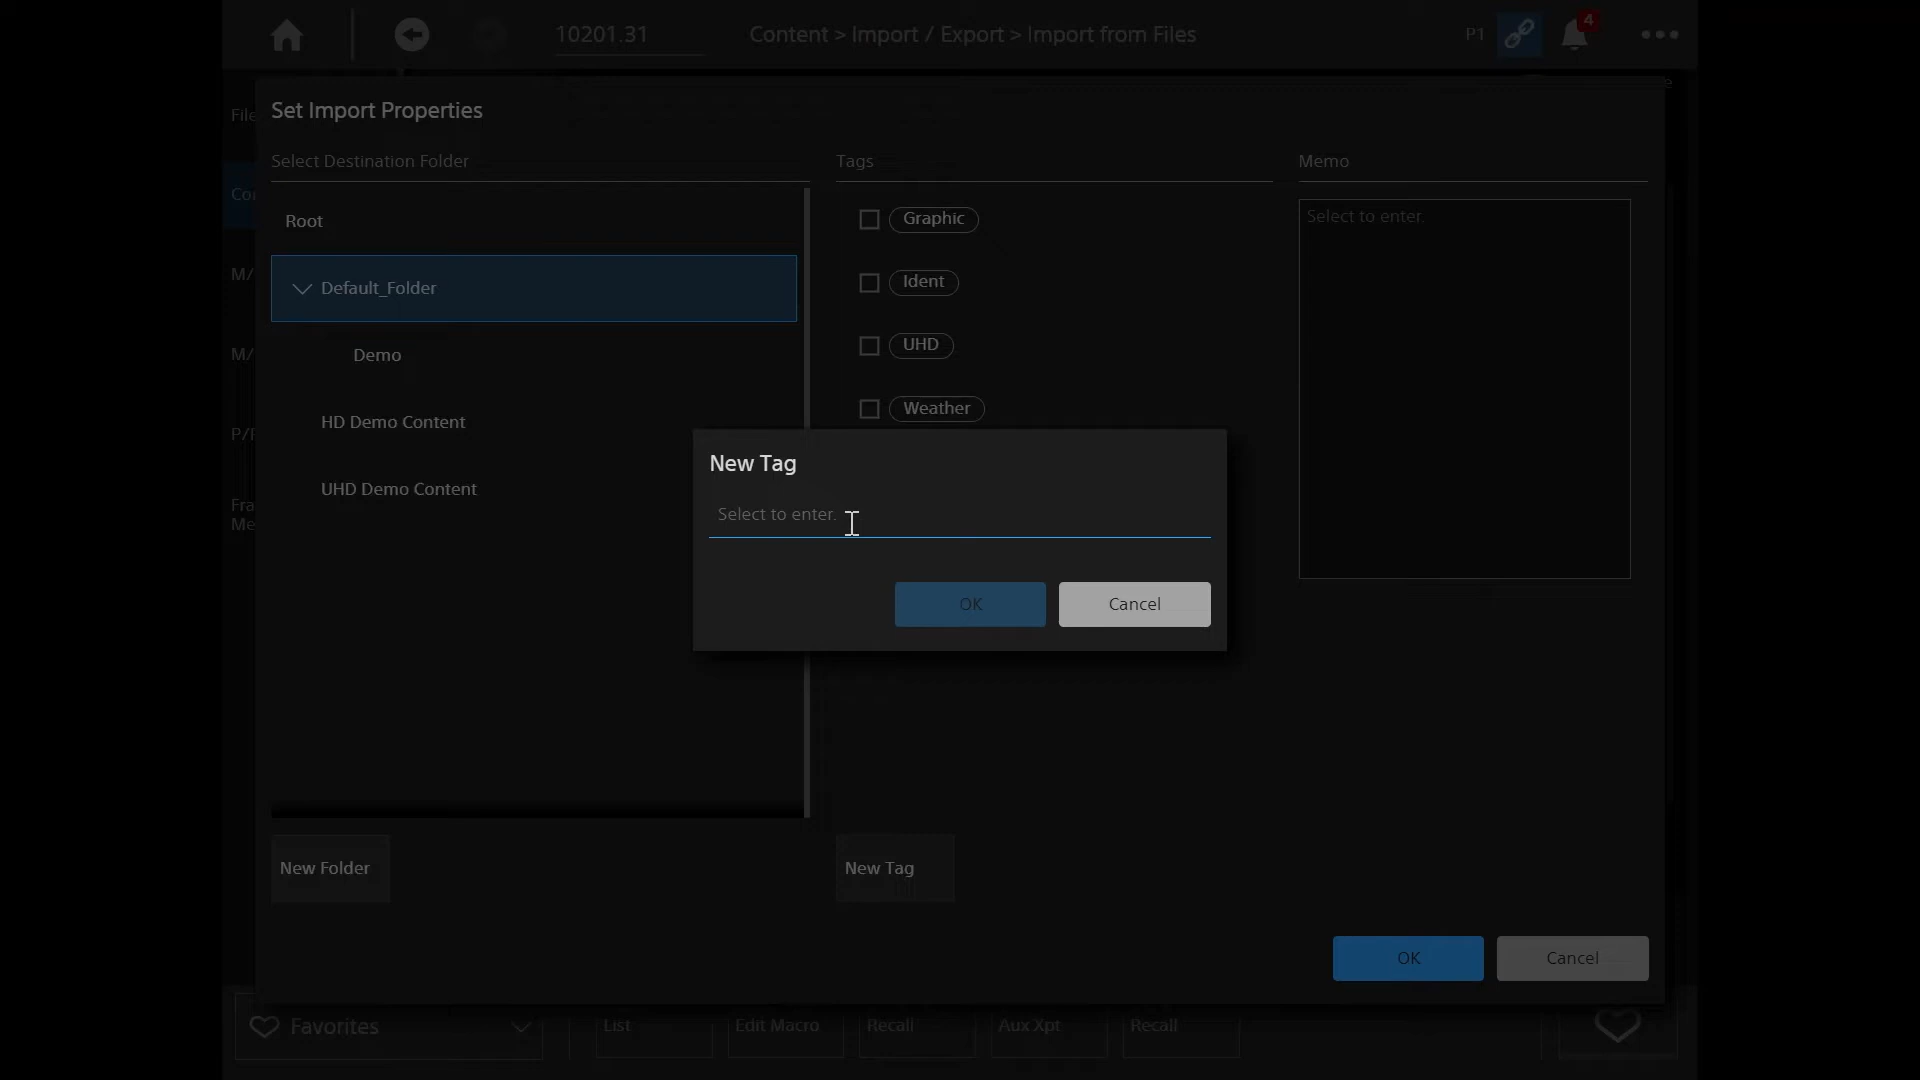 10201.31
Content > Import / Export > Import from Files
P1
4
Set Import Properties
File
Select Destination Folder
Tags
Memo
Root
Graphic
Select to enter.
Default_Folder
Ident
M/
Demo
UHD
M/
HD Demo Content
Weather
UHD Demo Content
New Tag
Select to enter.
OK
Cancel
New Folder
New Tag
OK
Cancel
Favorites
List
Edit Macro
Recall
Aux Xpt
Recall